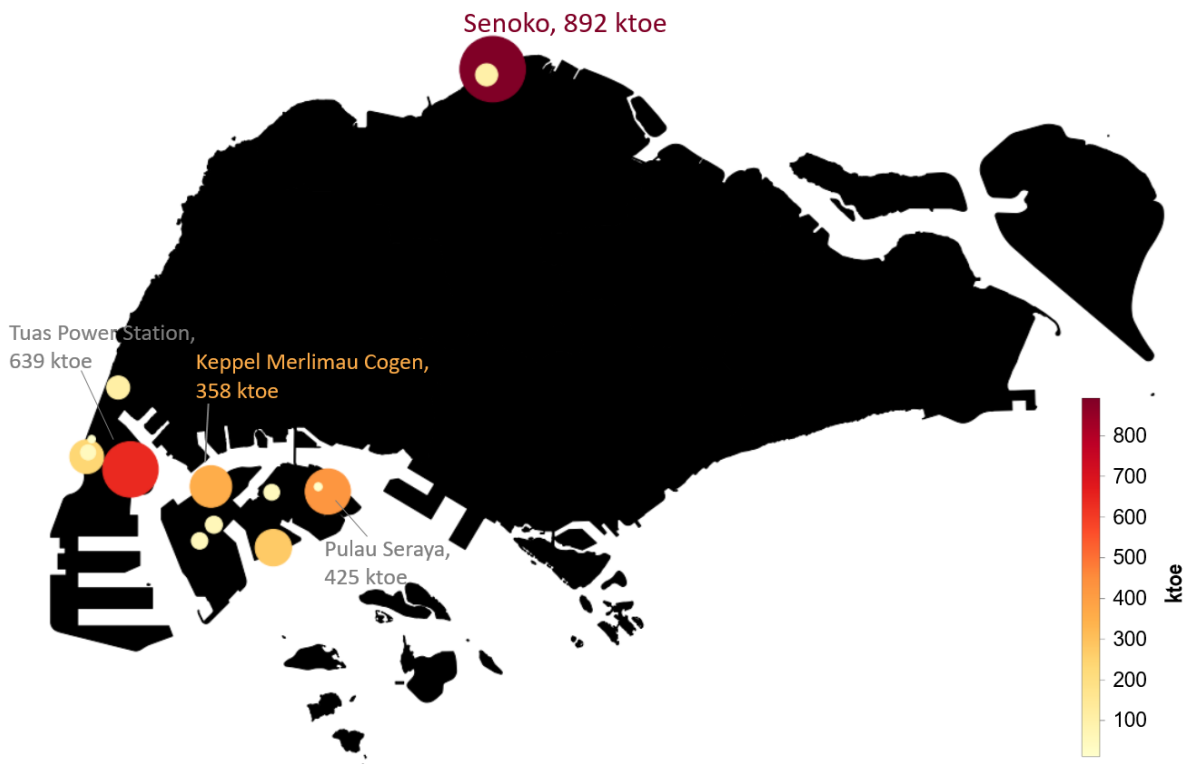 Senoko, 892 ktoe
Tuas Power Station,
639 ktoe
Keppel Merlimau Cogen,
358 ktoe
Pulau Seraya,
425 ktoe
800
700
600
500
400
300
200
100
ktoe